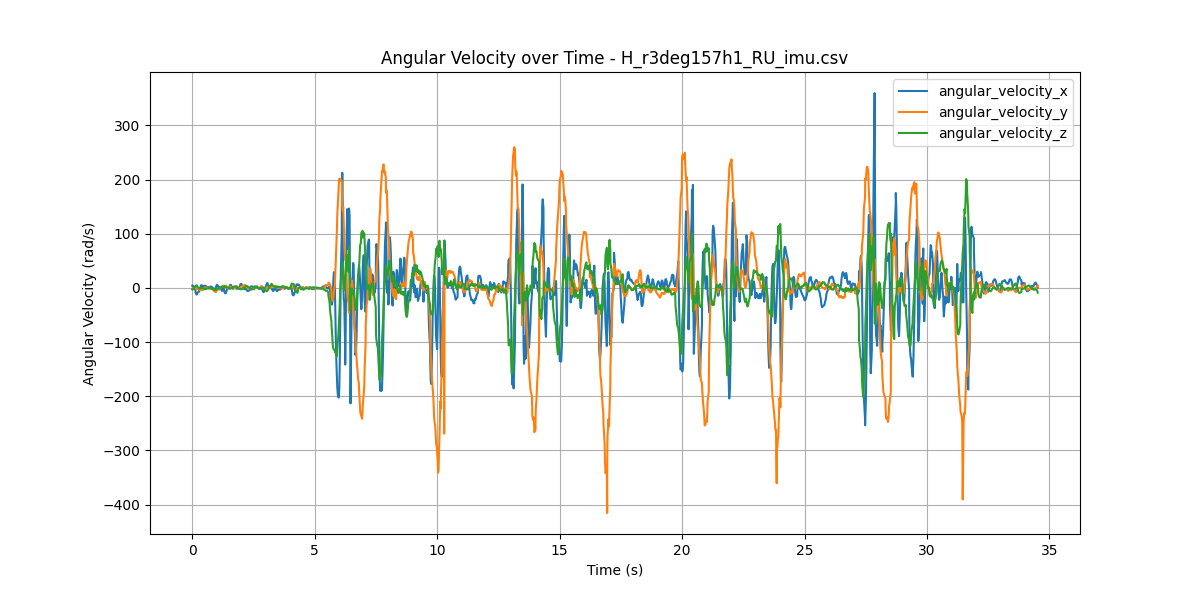 Angular Velocity over Time - H_r3deg157h1_RU_imu.csv
angular_velocity_x
angular_velocity_y
angular_velocity_z
Angular Velocity (rad/s)
300
200
100
0
−100
−200
−300
−400
0 5 10 15 20 25 30 35
Time (s)